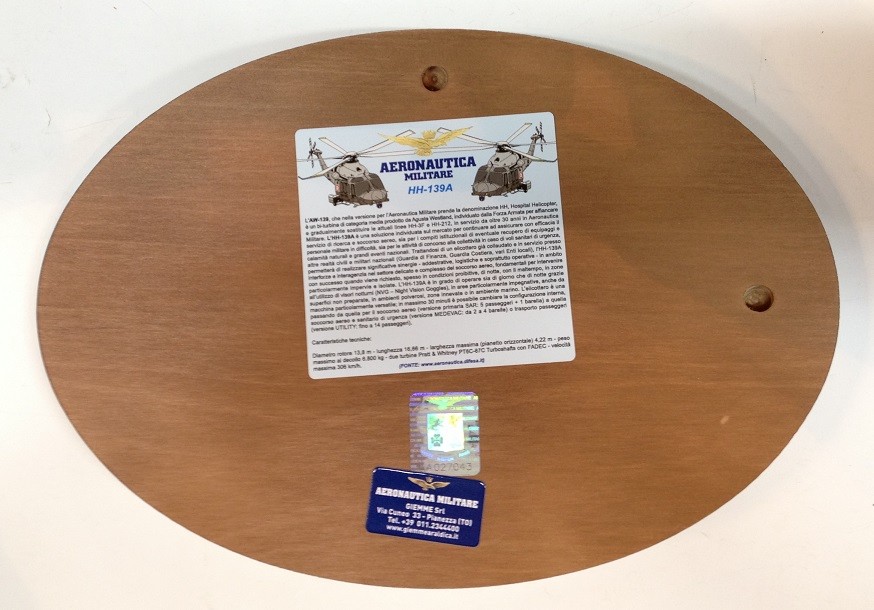 AERONAUTICA
MILITARE
HH-139A
L'AW-139, che nella versione per l'Aeronautica Militare prende la denominazione HH, Hospital Helicopter,
è un bi-turbina di categoria media prodotto da Agusta Westland, individuato dalla Forza Armata per affiancare
e gradualmente sostituire le attuali linee HH-3F e HH-212, in servizio da oltre 30 anni in Aeronautica
Militare. L'HH-139A è una soluzione individuata sul mercato per continuare ad assicurare con efficacia il
servizio di ricerca e soccorso aereo, sia per i compiti istituzionali di eventuale recupero di equipaggi e
personale militare in difficoltà, sia per le attività di concorso alla collettività in caso di voli sanitari di urgenza,
calamità naturali e grandi eventi nazionali. Trattandosi di un elicottero già collaudato e in servizio presso
altre realtà civili e militari nazionali (Guardia di Finanza, Guardia Costiera, vari Enti locali), l'HH-139A
permetterà di realizzare significative sinergie - addestrative, logistiche e soprattutto operative - in ambito
interforze e interagenzia nel settore delicato e complesso del soccorso aereo, fondamentali per intervenire
con successo quando viene richiesto, spesso in condizioni proibitive, di notte, con il maltempo, in zone
particolarmente impervie e isolate. L'HH-139A è in grado di operare sia di giorno che di notte grazie
all'utilizzo di visori notturni (NVG – Night Vision Goggles), in aree particolarmente impegnative, anche da
superfici non preparate, in ambienti polverosi, zone innevate o in ambiente marino. L'elicottero è una
macchina particolarmente versatile; in massimo 30 minuti è possibile cambiare la configurazione interna,
passando da quella per il soccorso aereo (versione primaria SAR: 5 passeggeri + 1 barella) a quella
soccorso aereo e sanitario di urgenza (versione MEDEVAC: da 2 a 4 barelle) o trasporto passeggeri
(versione UTILITY: fino a 14 passeggeri).
Caratteristiche tecniche:
Diametro rotore 13,8 m - lunghezza 16,66 m - larghezza massima (pianetto orizzontale) 4,22 m - peso
massimo al decollo 6.800 kg - due turbine Pratt & Whitney PT6C-67C Turboshafts con FADEC - velocità
massima 306 km/h.
(FONTE: www.aeronautica.difesa.it)
027043
AERONAUTICA MILITARE
GIEMME Srl
Via Cuneo 33 - Pianezza (TO)
Tel. +39 011.2344400
www.giemmearaldica.it